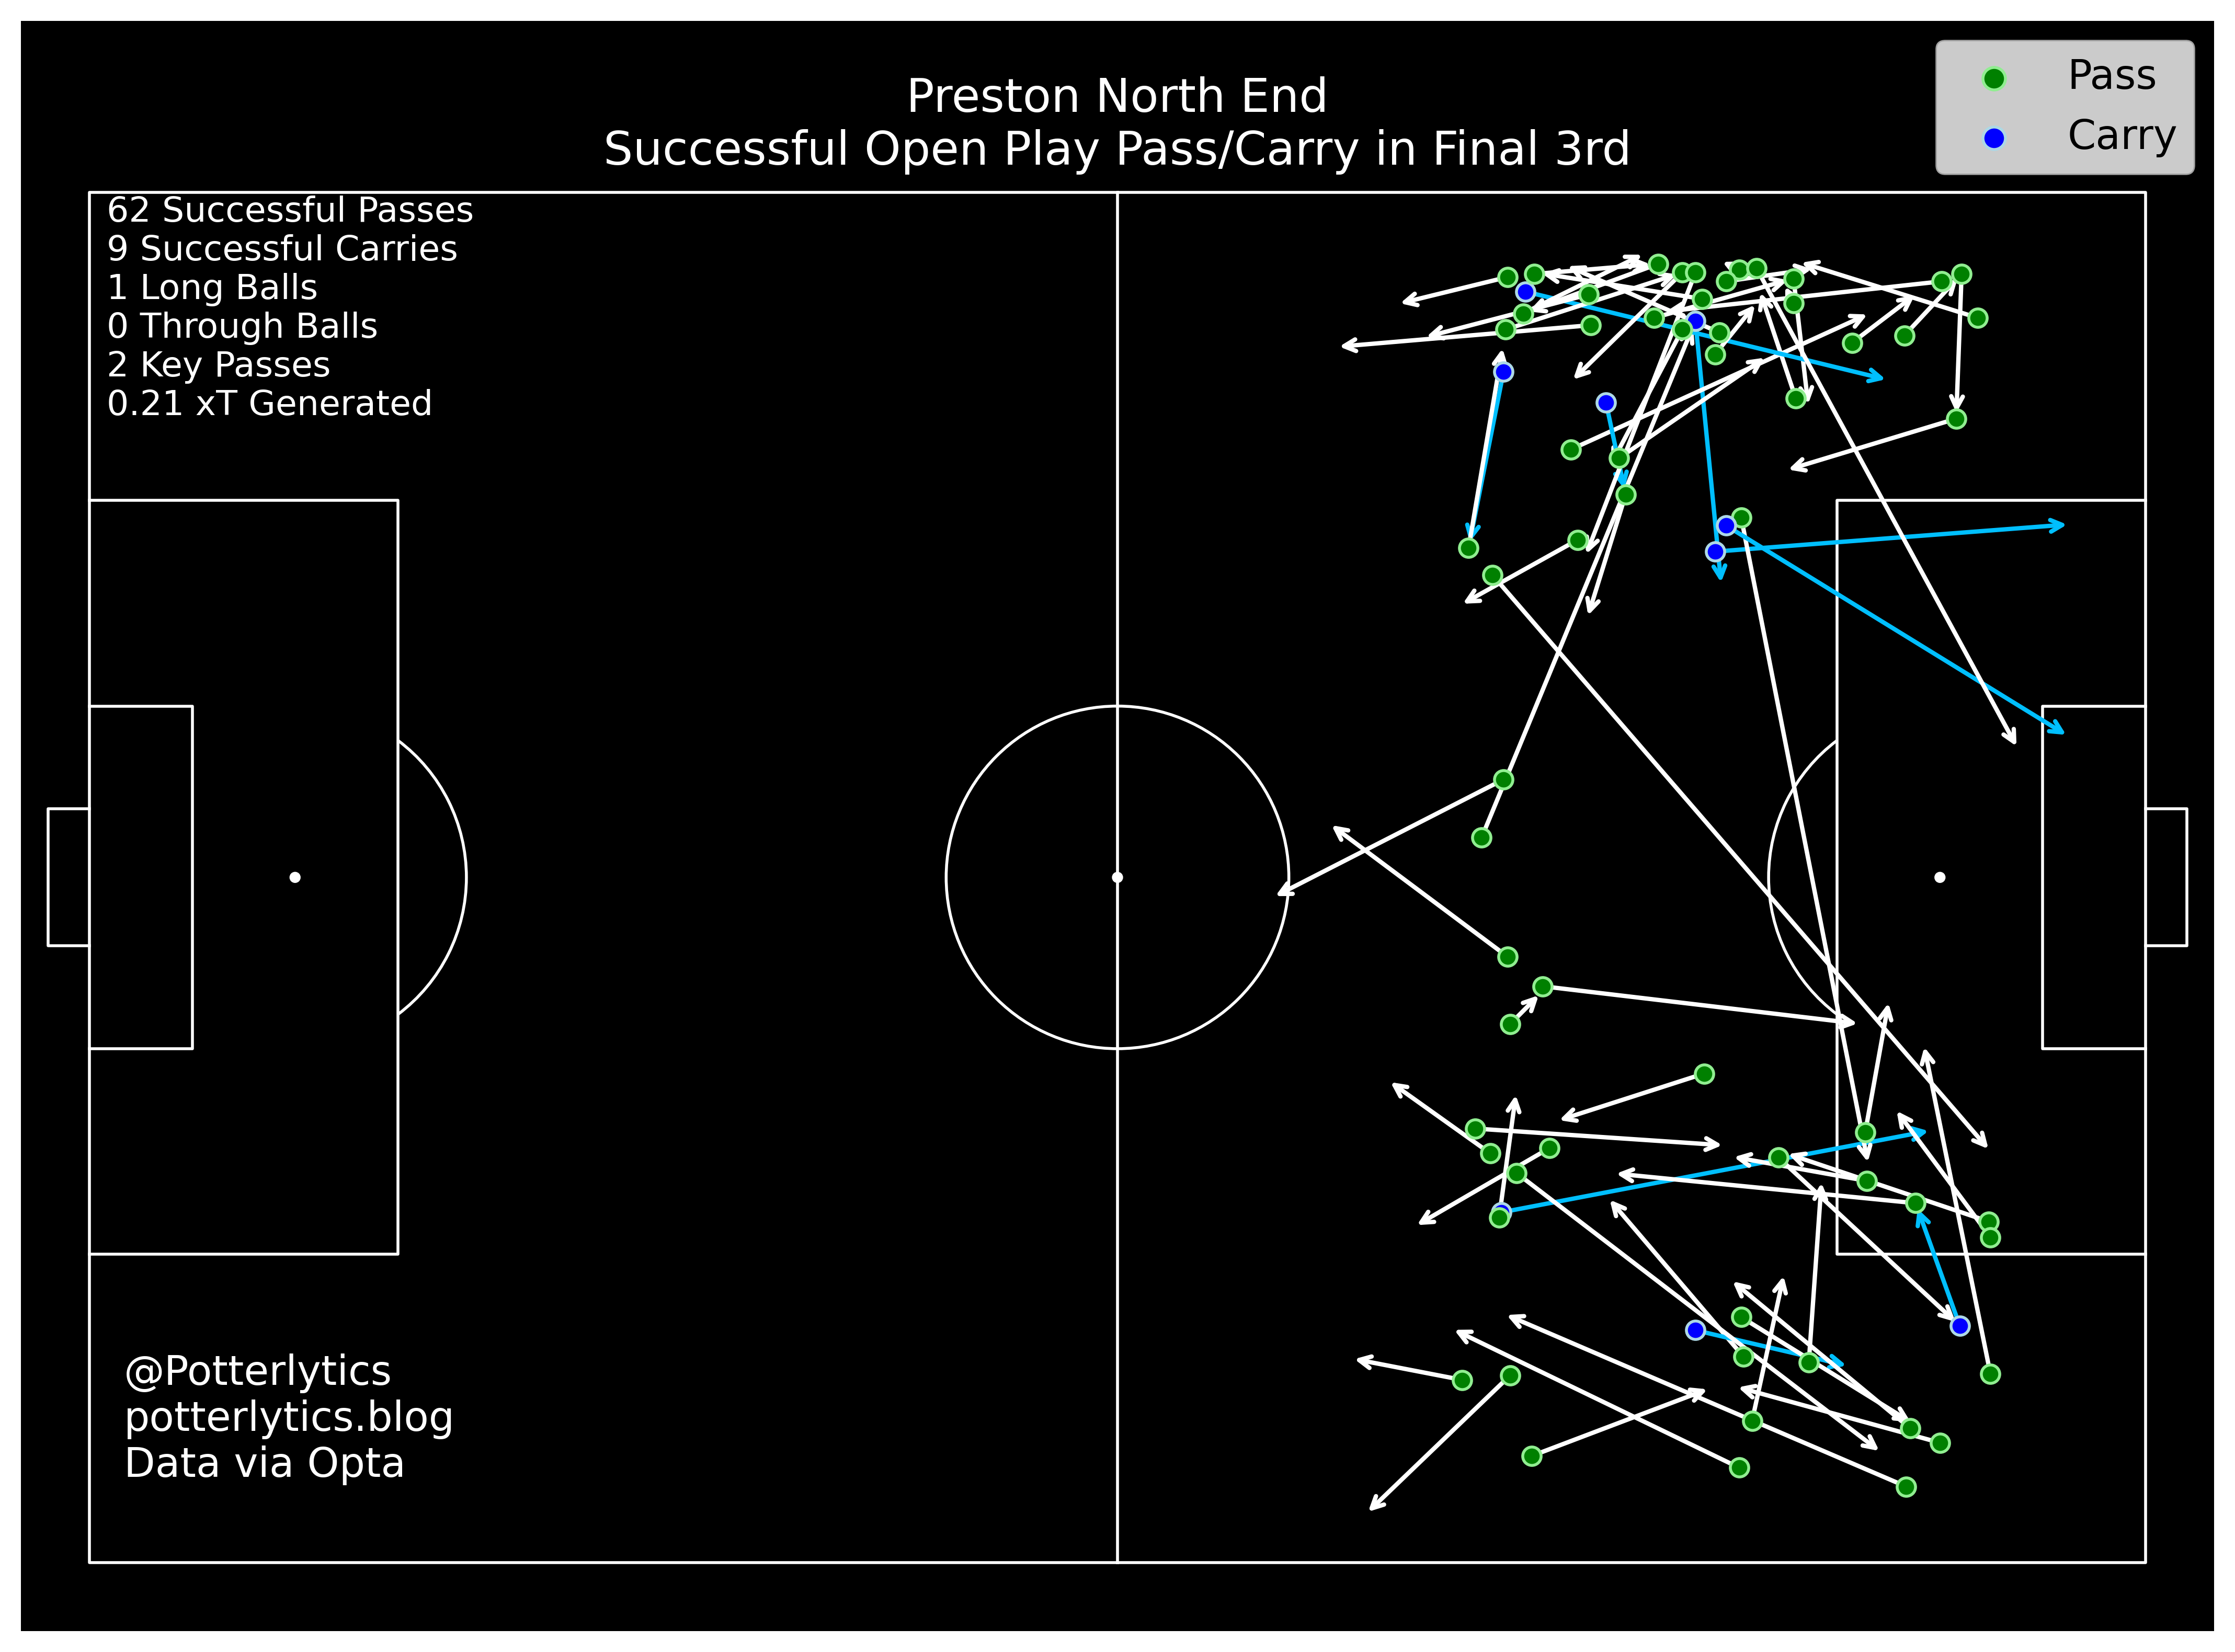 Preston North End
Successful Open Play Pass/Carry in Final 3rd
Pass
Carry
62 Successful Passes
9 Successful Carries
1 Long Balls
0 Through Balls
2 Key Passes
0.21 xT Generated
@Potterlytics
potterlytics.blog
Data via Opta